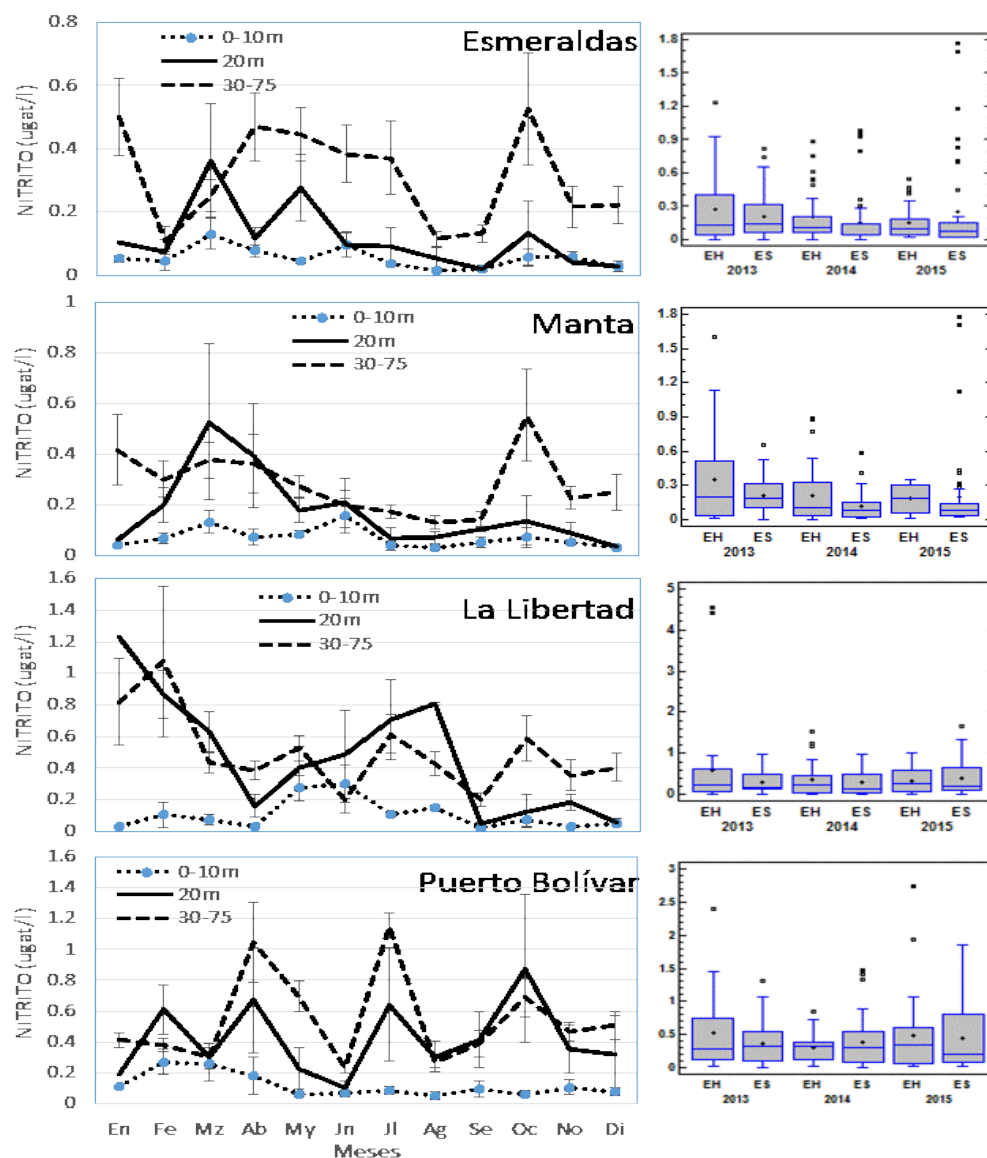 Esmeraldas
NITRITO (ugat/l)
0.8
0.6
0.4
0.2
0
0-10m
20m
30-75
1.8
1.5
1.2
0.9
0.6
0.3
0
EH ES EH ES EH ES
2013 2014 2015
Manta
NITRITO (ugat/l)
1
0.8
0.6
0.4
0.2
0
0-10m
20m
30-75
1.8
1.5
1.2
0.9
0.6
0.3
0
EH ES EH ES EH ES
2013 2014 2015
La Libertad
NITRITO (ugat/l)
1.6
1.4
1.2
1
0.8
0.6
0.4
0.2
0
0-10m
20m
30-75
5
4
3
2
1
0
EH ES EH ES EH ES
2013 2014 2015
Puerto Bolívar
NITRITO (ugat/l)
1.6
1.4
1.2
1
0.8
0.6
0.4
0.2
0
0-10m
20m
30-75
En Fe Mz Ab My Jn Jl Ag Se Oc No Di
Meses
3
2.5
2
1.5
1
0.5
0
EH ES EH ES EH ES
2013 2014 2015